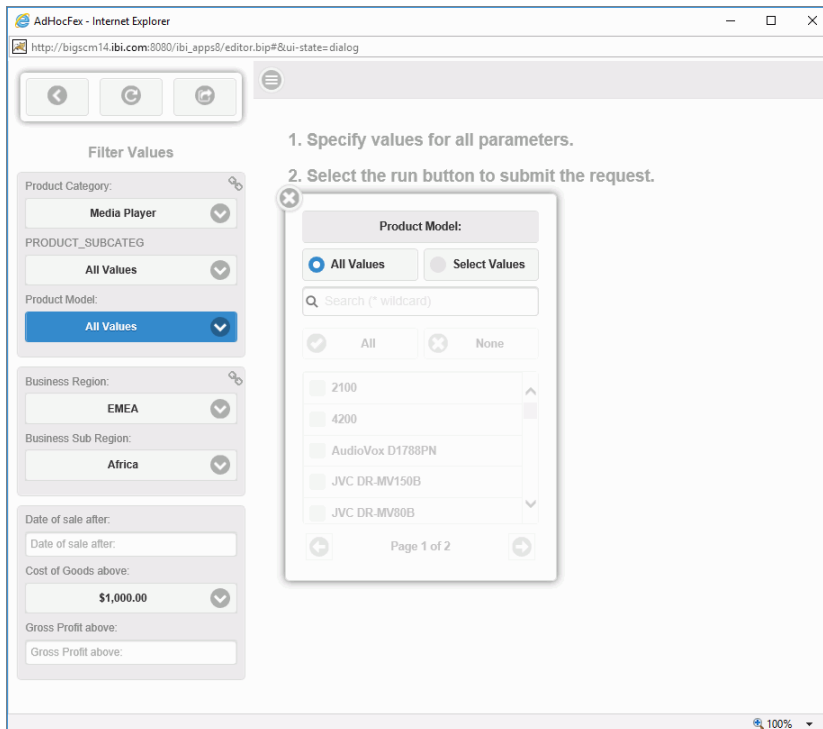 AdHocFex - Internet Explorer
http://bigscm14.ibi.com:8080/ibi_apps8/editor.bip#&ui-state=dialog
Filter Values
Product Category:
Media Player
PRODUCT_SUBCATEG
All Values
Product Model:
All Values
Business Region:
EMEA
Business Sub Region:
Africa
Date of sale after:
Date of sale after:
Cost of Goods above:
$1,000.00
Gross Profit above:
Gross Profit above:
1. Specify values for all parameters.
2. Select the run button to submit the request.
Product Model:
All Values
Select Values
Search (* wildcard)
All
None
2100
4200
AudioVox D1788PN
JVC DR-MV150B
JVC DR-MV80B
Page 1 of 2
100%